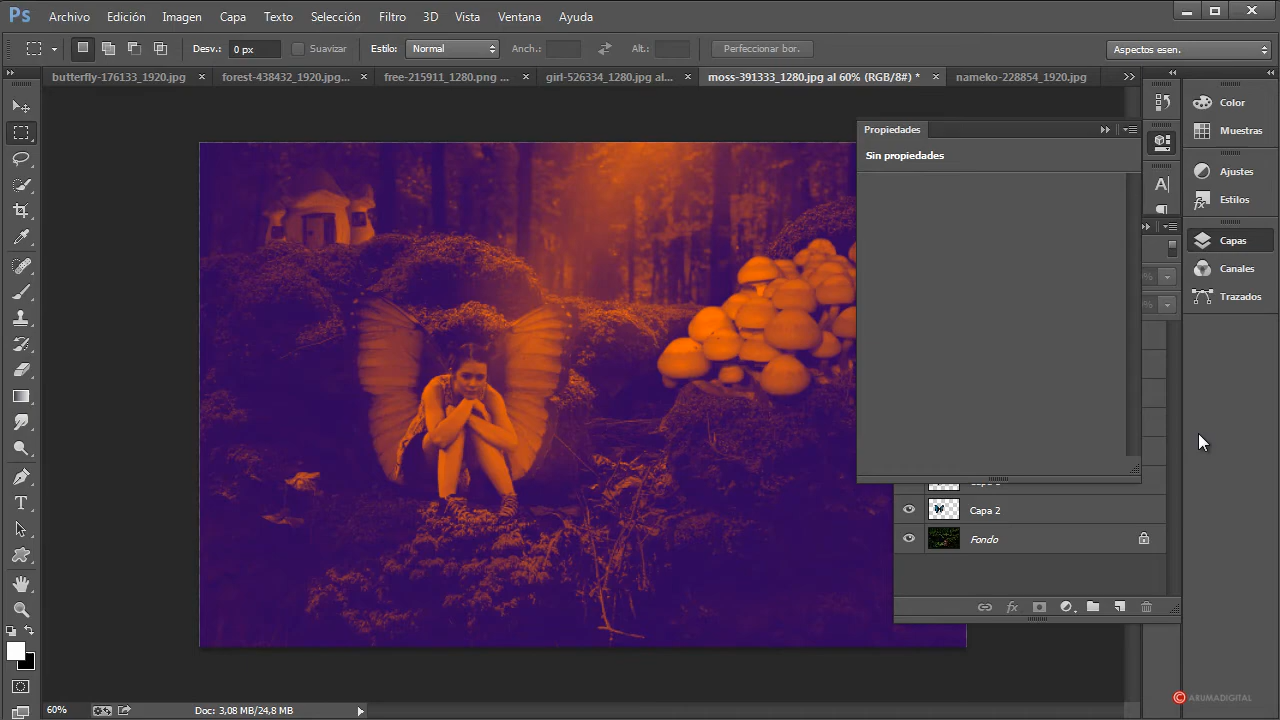 Ps Archivo Edición Imagen Capa Texto Selección Filtro 3D Vista Ventana Ayuda
Desv.: 0 px Suavizar Estilo: Normal Anch.: Alt.: Perfeccionar bor. Aspectos esen.
butterfly-176133_1920.jpg × forest-438432_1920.jpg... × free-215911_1280.png ... × girl-526334_1280.jpg al... × moss-391333_1280.jpg al 60% (RGB/8#) * × nameko-228854_1920.jpg
Propiedades
Sin propiedades
Color
Muestras
Ajustes
Estilos
Capas
Canales
Trazados
Capa 2
Fondo
60% Doc: 3,08 MB/24,8 MB
© ARUMADIGITAL